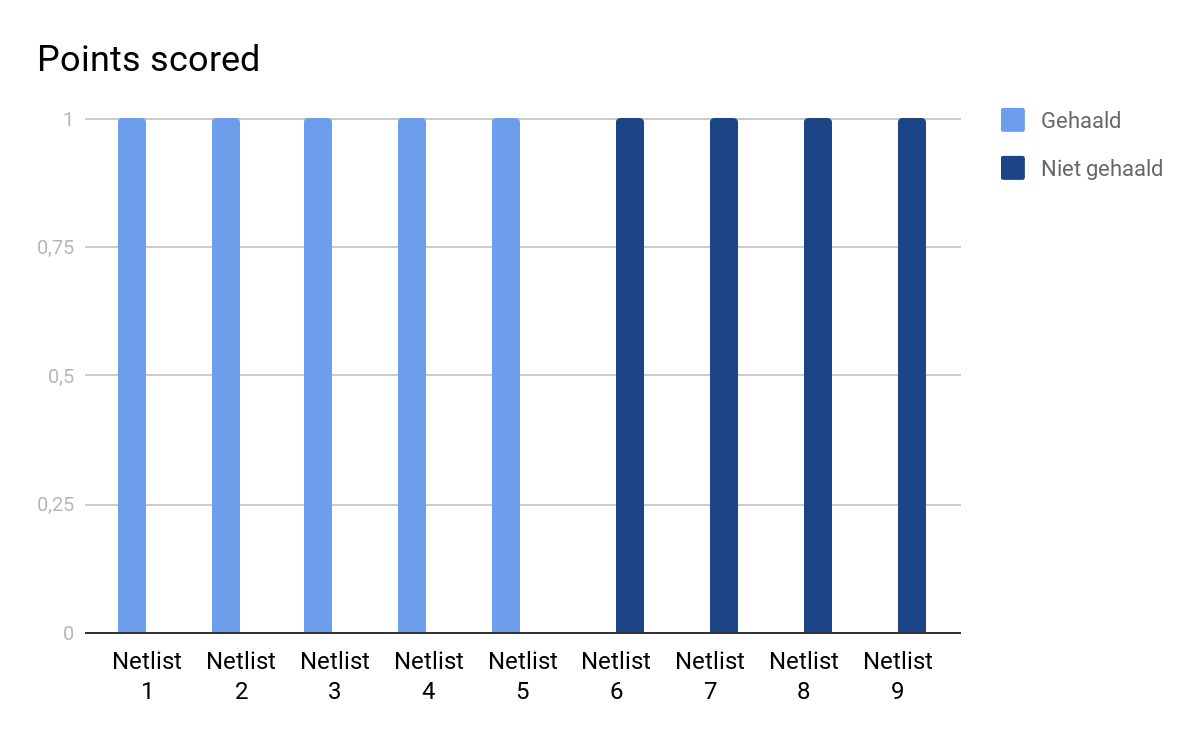 Points scored
1
0,75
0,5
0,25
0
Gehaald
Niet gehaald
Netlist 1
Netlist 2
Netlist 3
Netlist 4
Netlist 5
Netlist 6
Netlist 7
Netlist 8
Netlist 9